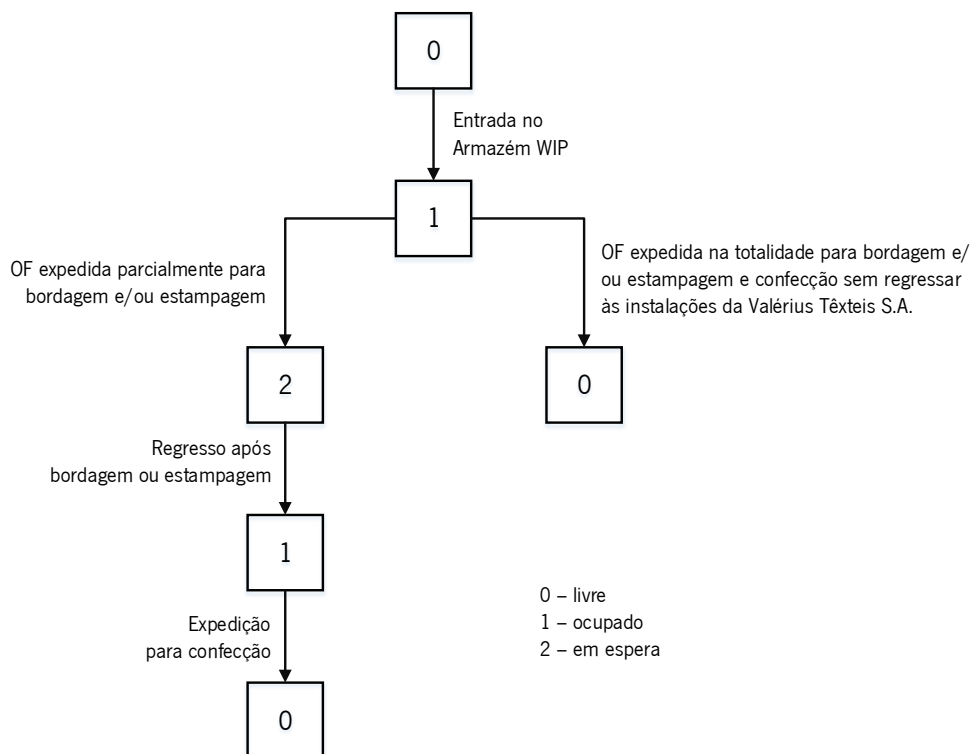 0
Entrada no
Armazém WIP
1
OF expedida parcialmente para
bordagem e/ou estampagem
OF expedida na totalidade para bordagem e/
ou estampagem e confecção sem regressar
às instalações da Valérius Têxteis S.A.
2
0
Regresso após
bordagem ou estampagem
1
Expedição
para confecção
0 – livre
1 – ocupado
2 – em espera
0